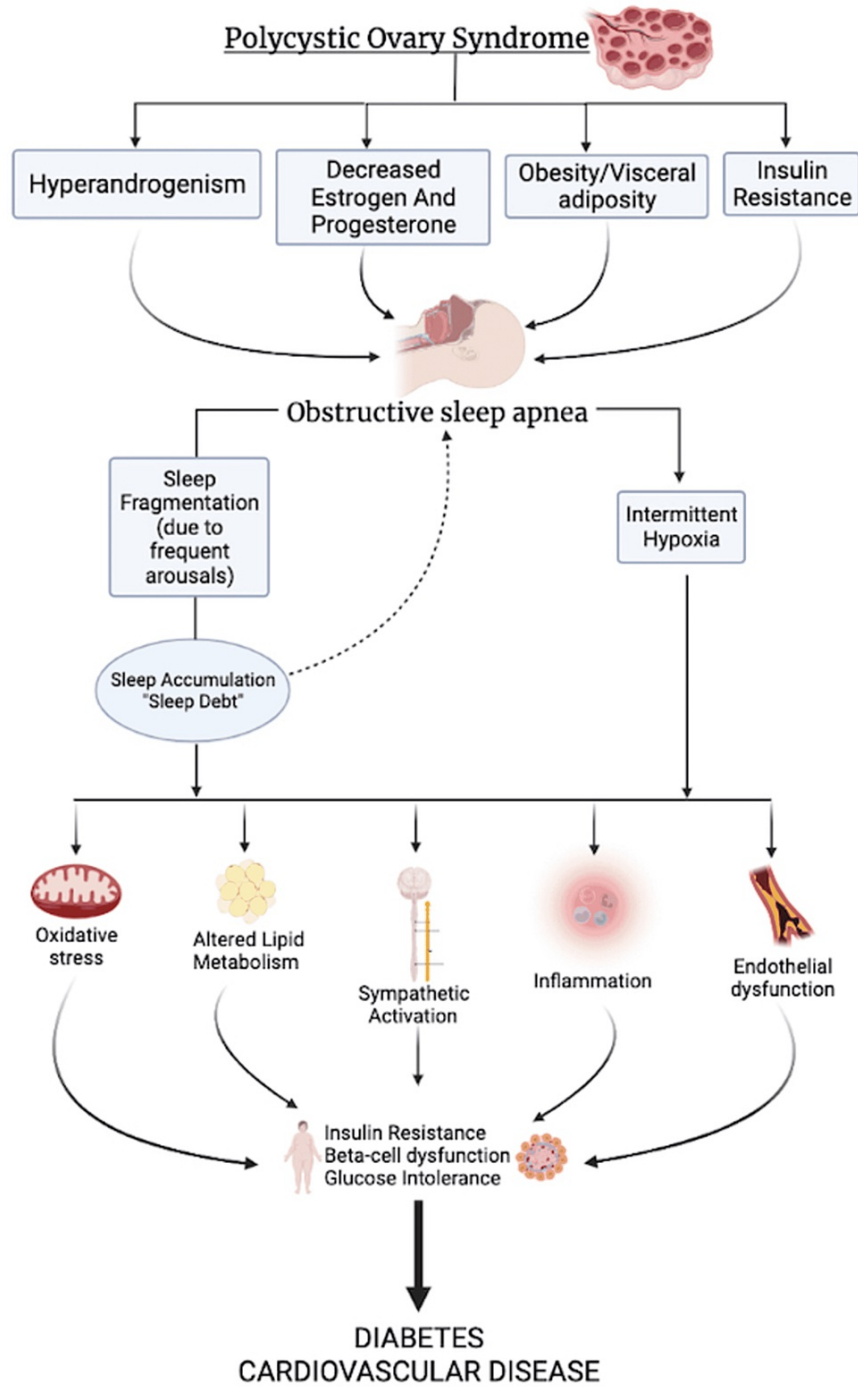 Polycystic Ovary Syndrome
Hyperandrogenism
Decreased
Estrogen And
Progesterone
Obesity/Visceral
adiposity
Insulin
Resistance
Obstructive sleep apnea
Sleep
Fragmentation
(due to
frequent
arousals)
Intermittent
Hypoxia
Sleep Accumulation
"Sleep Debt"
Oxidative
stress
Altered Lipid
Metabolism
Sympathetic
Activation
Inflammation
Endothelial
dysfunction
Insulin Resistance
Beta-cell dysfunction
Glucose Intolerance
DIABETES
CARDIOVASCULAR DISEASE